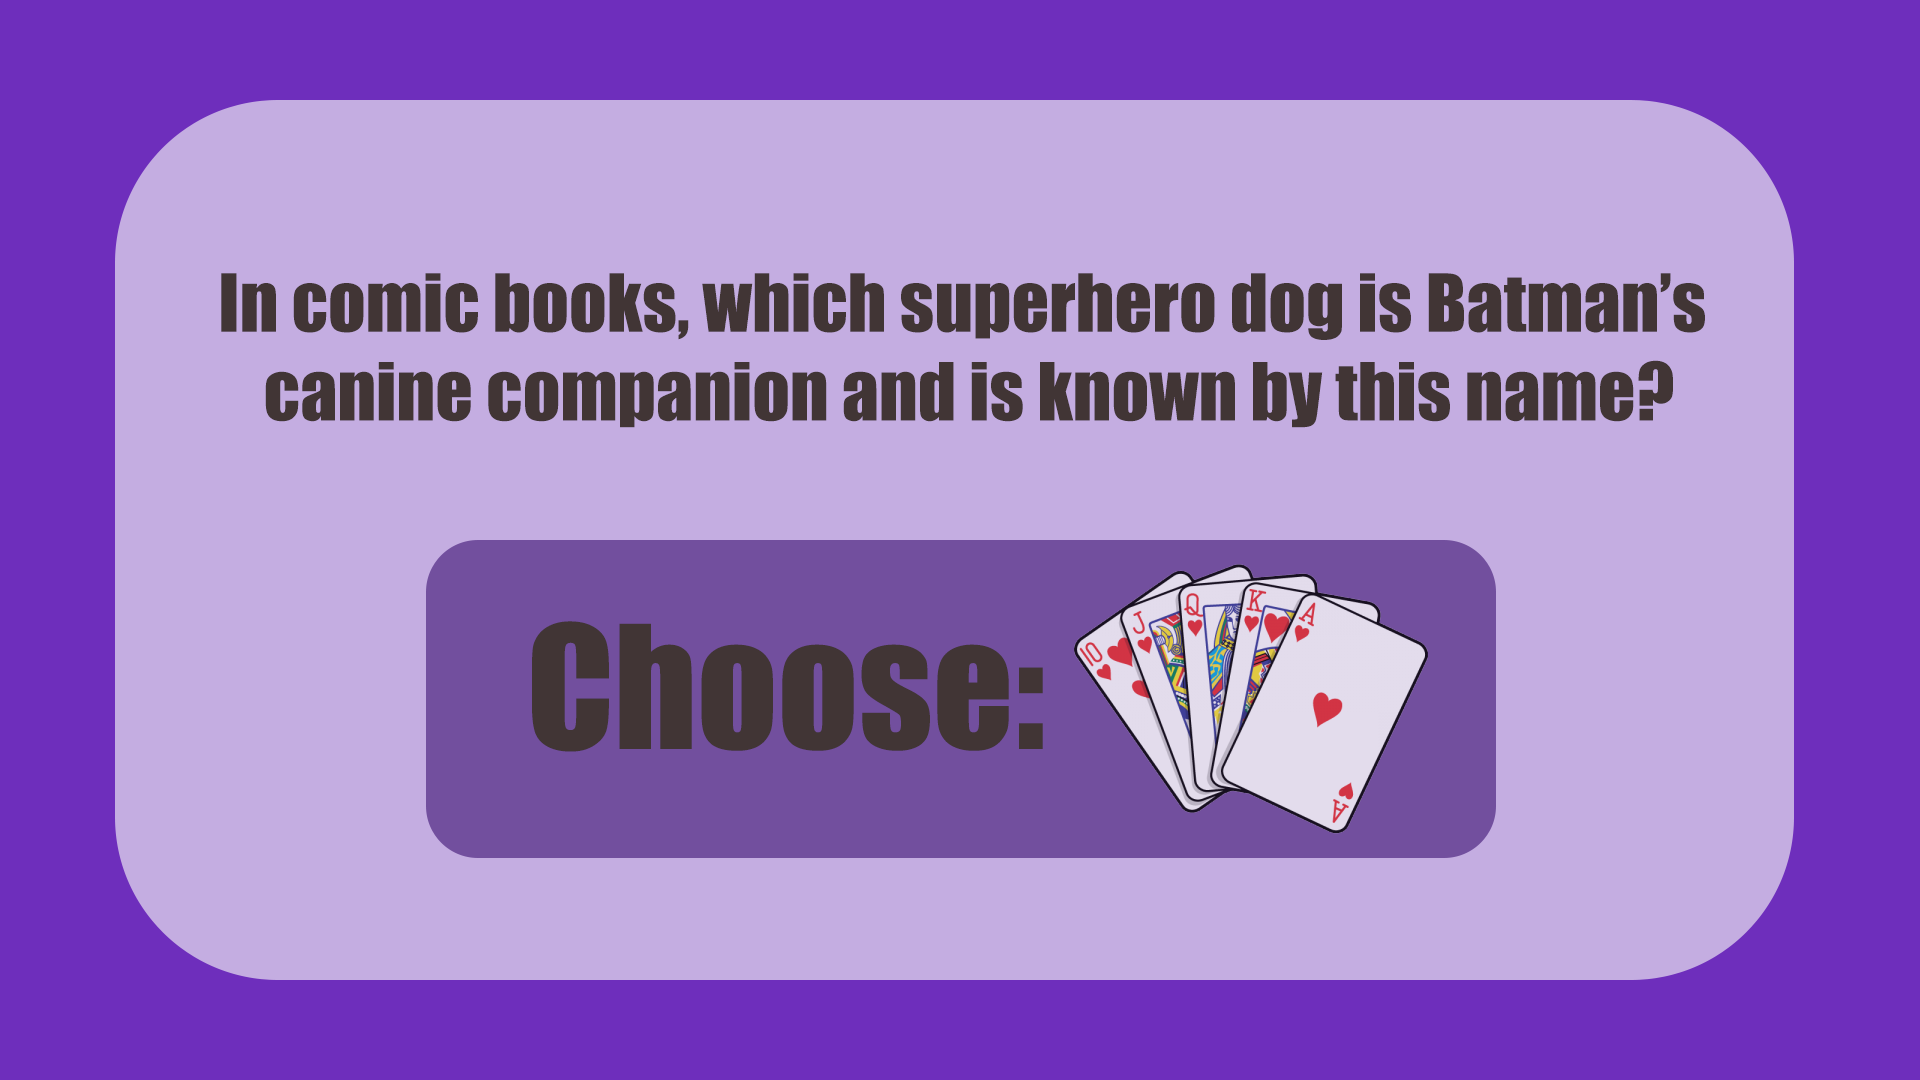 In comic books, which superhero dog is Batman’s
canine companion and is known by this name?
Choose:
10
J
Q
K
A
A